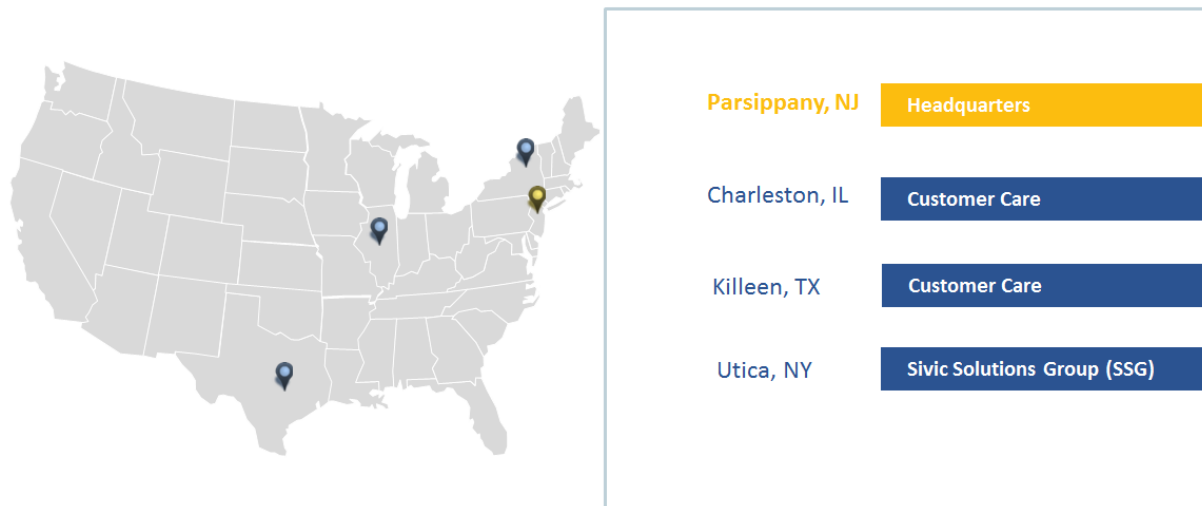 Parsippany, NJ Headquarters
Charleston, IL Customer Care
Killeen, TX Customer Care
Utica, NY Sivic Solutions Group (SSG)